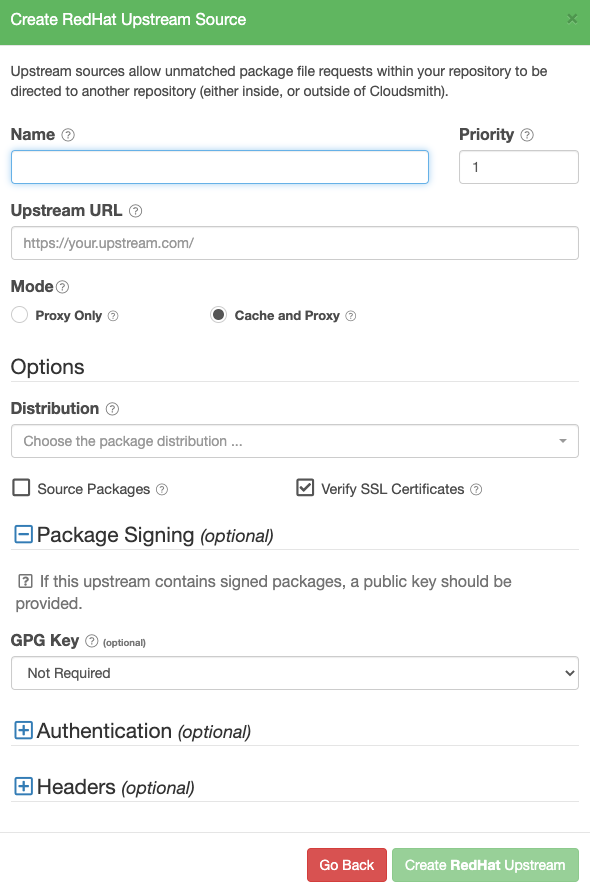 Create RedHat Upstream Source ×
Upstream sources allow unmatched package file requests within your repository to be
directed to another repository (either inside, or outside of Cloudsmith).
Name ? Priority ?
1
Upstream URL ?
https://your.upstream.com/
Mode ?
Proxy Only ? Cache and Proxy ?
Options
Distribution ?
Choose the package distribution ...
Source Packages ? Verify SSL Certificates ?
Package Signing (optional)
? If this upstream contains signed packages, a public key should be
provided.
GPG Key ? (optional)
Not Required
Authentication (optional)
Headers (optional)
Go Back Create RedHat Upstream